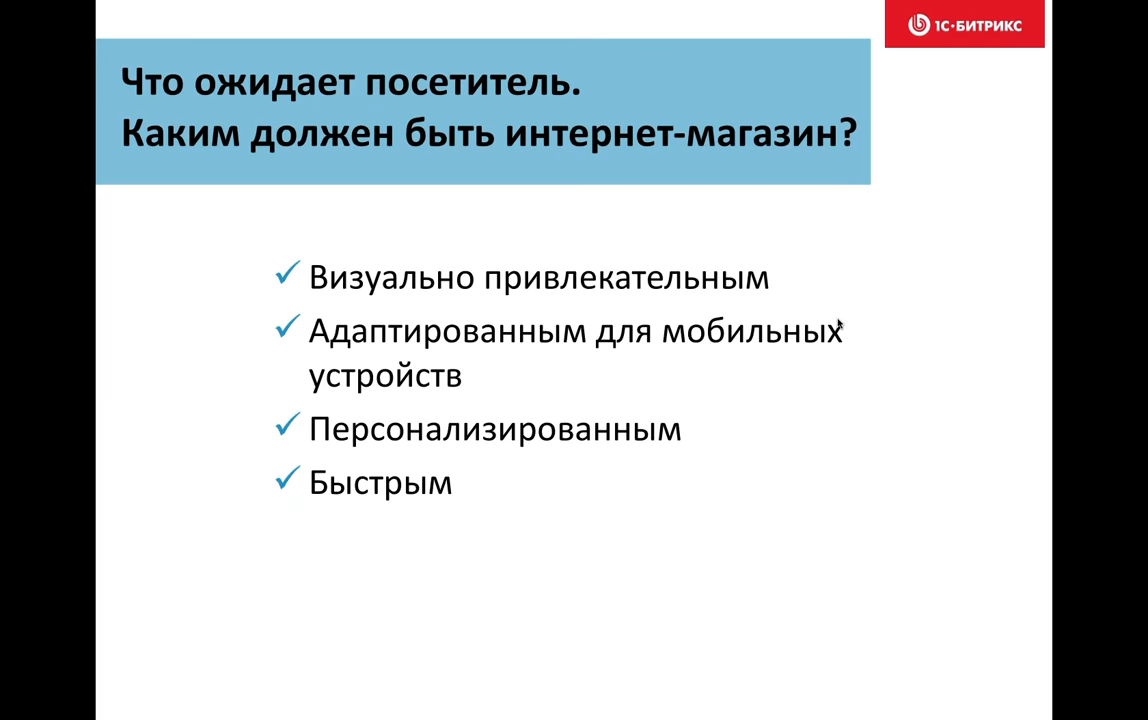 1С·БИТРИКС
Что ожидает посетитель.
Каким должен быть интернет-магазин?
Визуально привлекательным
Адаптированным для мобильных
устройств
Персонализированным
Быстрым